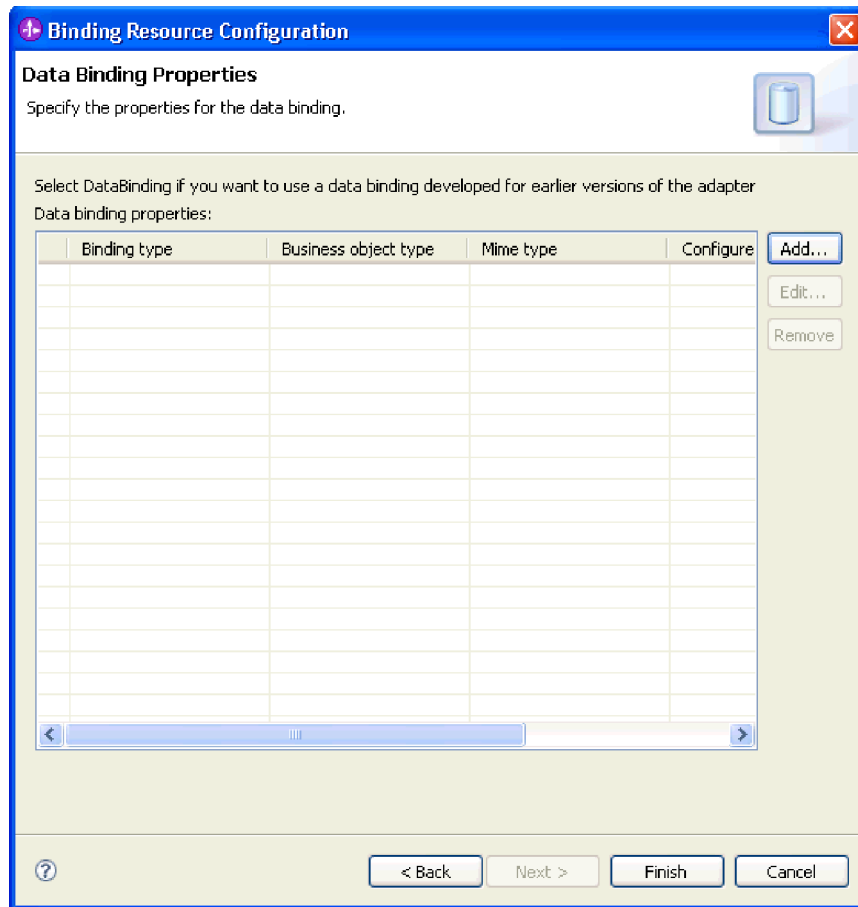 Binding Resource Configuration
Data Binding Properties
Specify the properties for the data binding.
Select DataBinding if you want to use a data binding developed for earlier versions of the adapter
Data binding properties:
Binding type Business object type Mime type Configure
Add...
Edit...
Remove
?
< Back Next > Finish Cancel